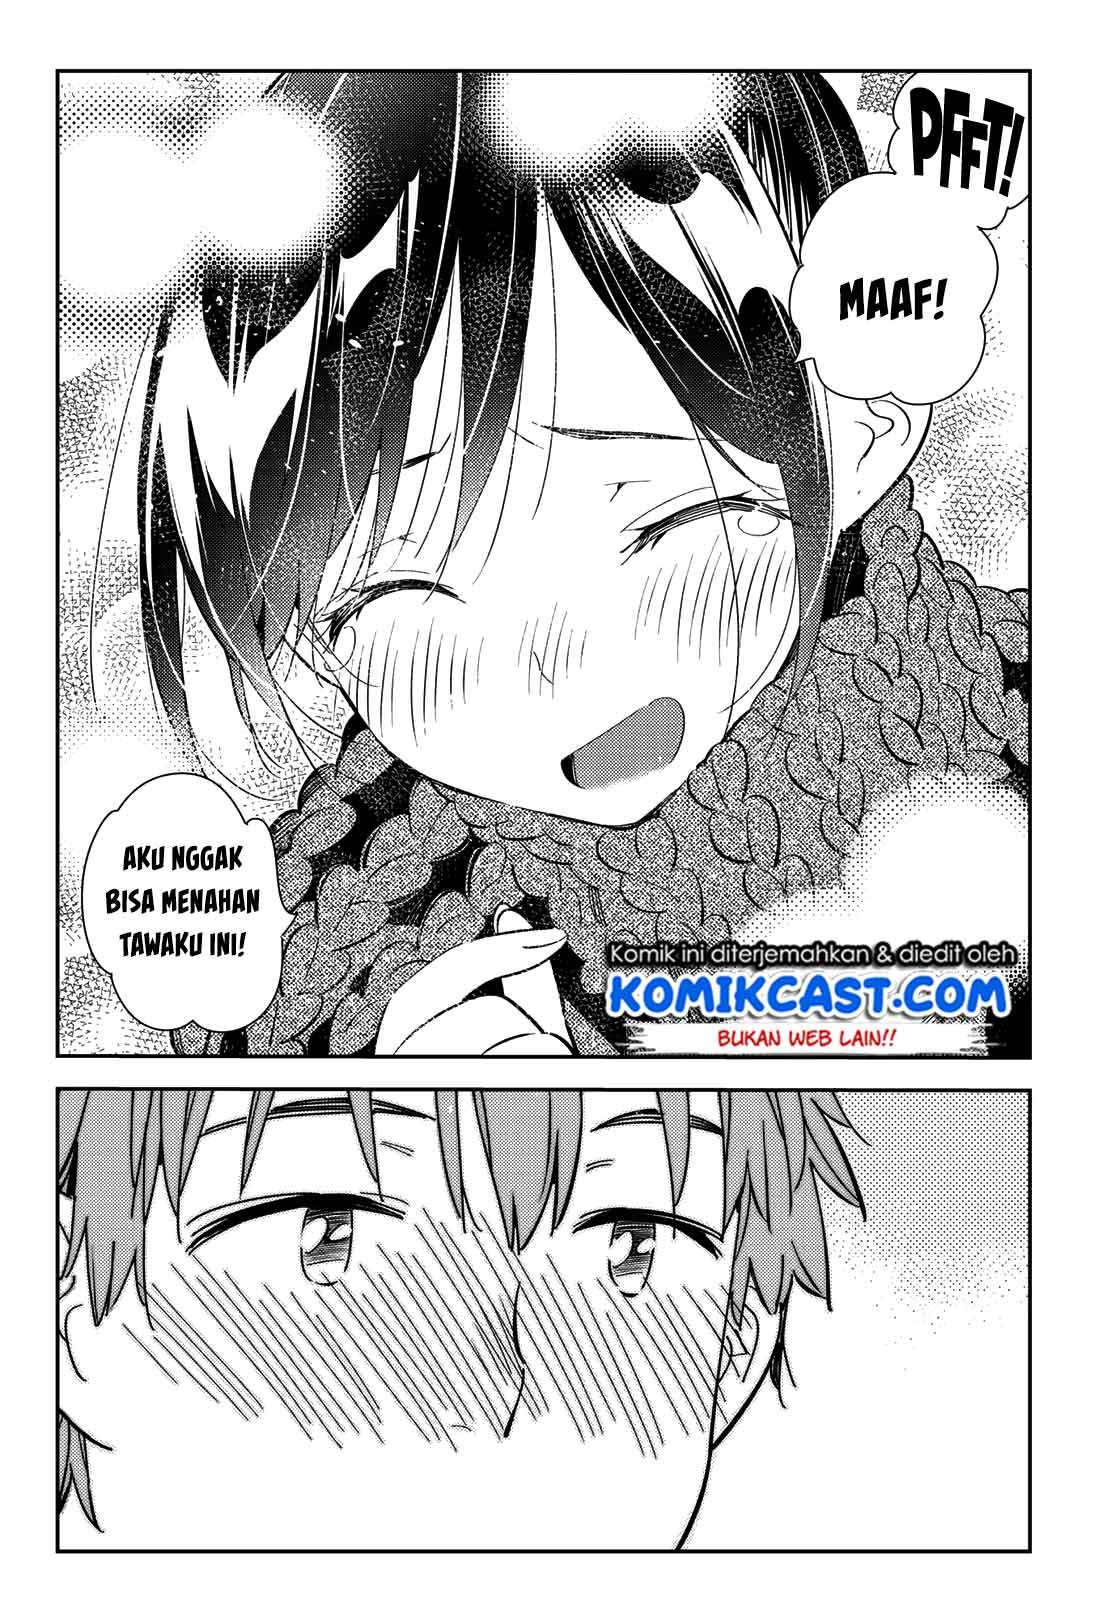 PFFT!
MAAF!
AKU NGGAK
BISA MENAHAN
TAWAKU INI!
Komik ini diterjemahkan & diedit oleh
KOMIKCAST.COM
BUKAN WEB LAIN!!